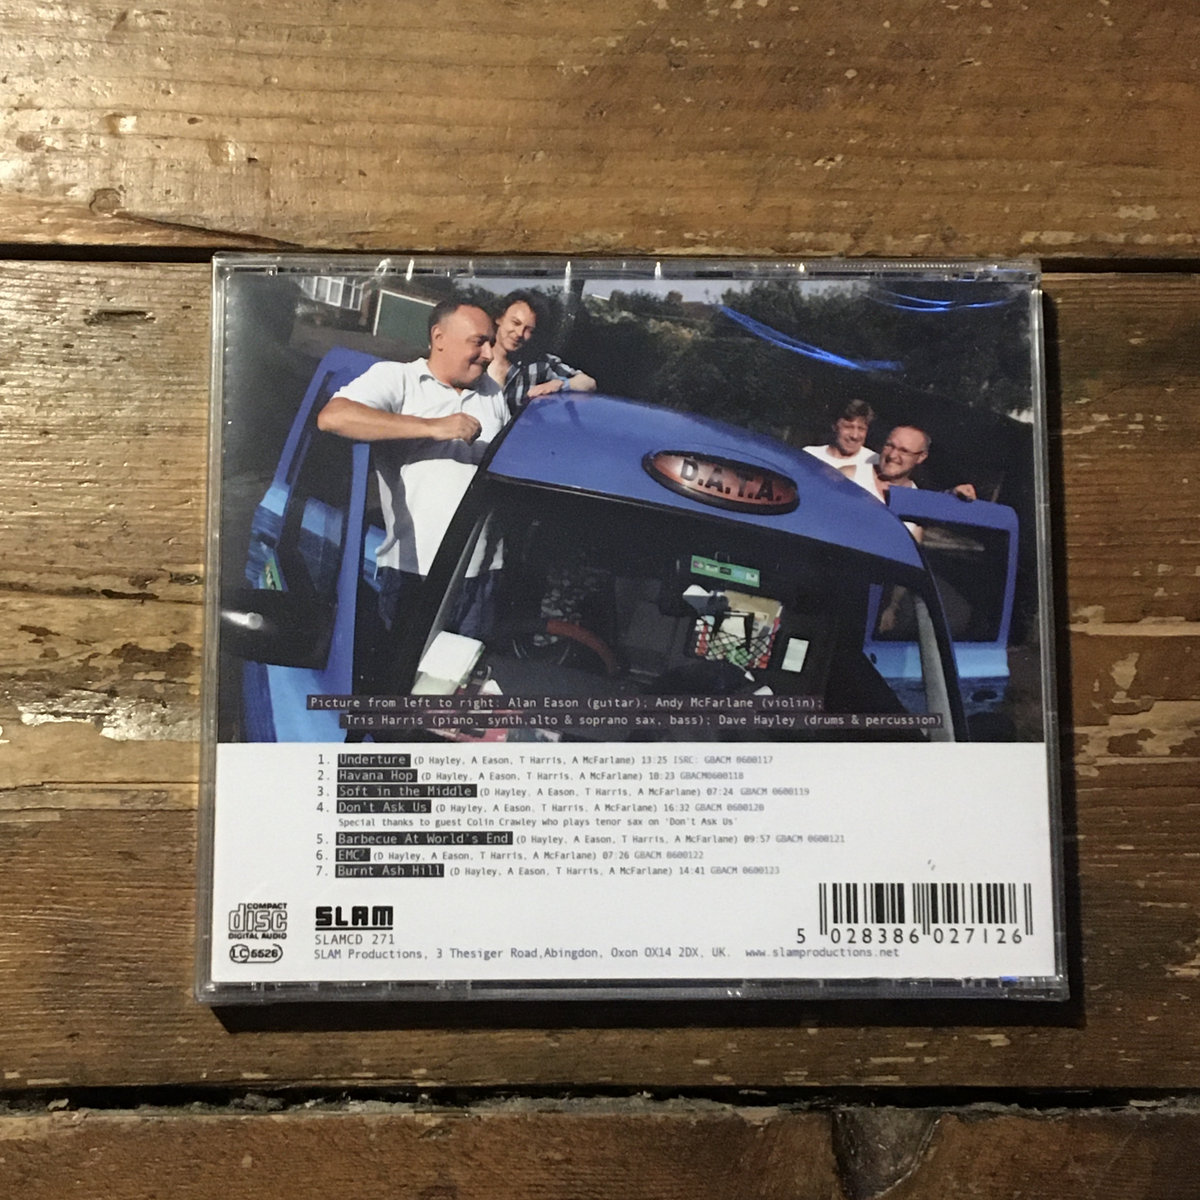 D.A.T.A.
Picture from left to right: Alan Eason (guitar); Andy McFarlane (violin);
Tris Harris (piano, synth,alto & soprano sax, bass); Dave Hayley (drums & percussion)
1. Underture (D Hayley, A Eason, T Harris, A McFarlane) 13:25 ISRC: GBACM 0600117
2. Havana Hop (D Hayley, A Eason, T Harris, A McFarlane) 10:23 GBACM0600118
3. Soft in the Middle (D Hayley, A Eason, T Harris, A McFarlane) 07:24 GBACM 0600119
4. Don't Ask Us (D Hayley, A Eason, T Harris, A McFarlane) 16:32 GBACM 0600120
Special thanks to guest Colin Crawley who plays tenor sax on 'Don't Ask Us'
5. Barbecue At World's End (D Hayley, A Eason, T Harris, A McFarlane) 09:57 GBACM 0600121
6. EMC² (D Hayley, A Eason, T Harris, A McFarlane) 07:26 GBACM 0600122
7. Burnt Ash Hill (D Hayley, A Eason, T Harris, A McFarlane) 14:41 GBACM 0600123
COMPACT
disc
DIGITAL AUDIO
SLAM
SLAMCD 271
LC 5526
SLAM Productions, 3 Thesiger Road,Abingdon, Oxon OX14 2DX, UK. www.slamproductions.net
5 028386 027126